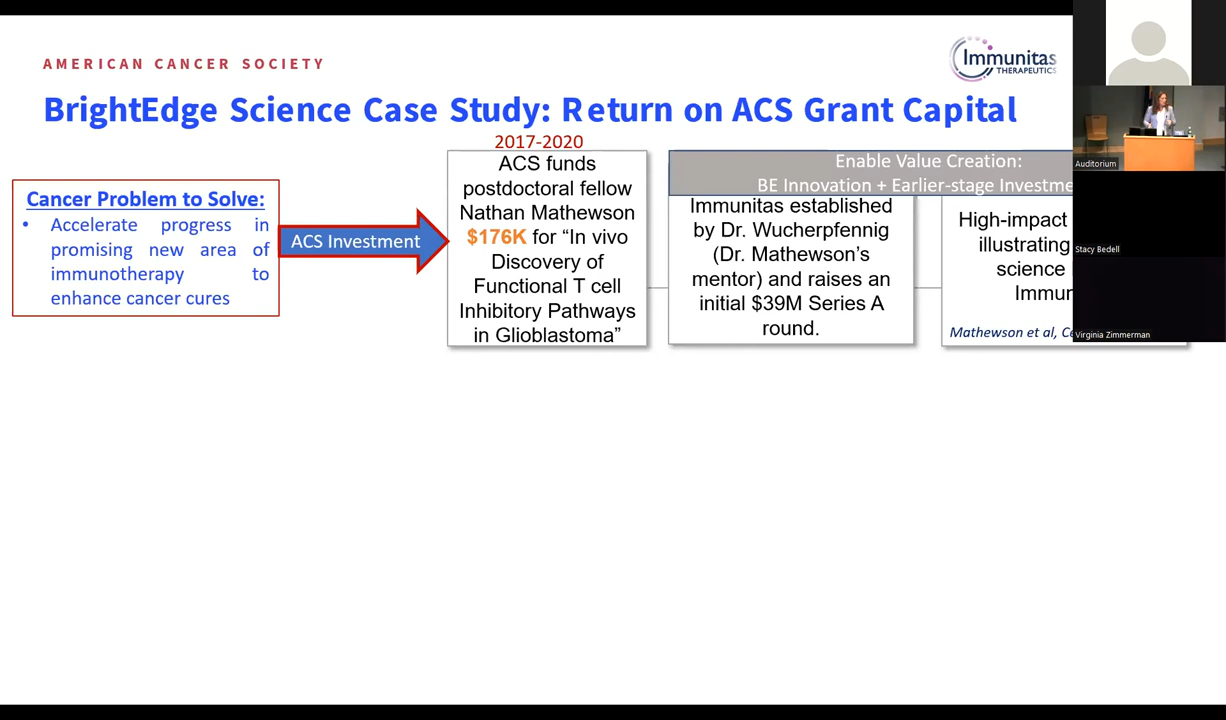 AMERICAN CANCER SOCIETY
Immunitas
THERAPEUTICS
BrightEdge Science Case Study: Return on ACS Grant Capital
Cancer Problem to Solve:
• Accelerate progress in
promising new area of
immunotherapy to
enhance cancer cures
ACS Investment
2017-2020
ACS funds
postdoctoral fellow
Nathan Mathewson
$176K for “In vivo
Discovery of
Functional T cell
Inhibitory Pathways
in Glioblastoma”
Enable Value Creation:
BE Innovation + Earlier-stage Investme
Immunitas established
by Dr. Wucherpfennig
(Dr. Mathewson’s
mentor) and raises an
initial $39M Series A
round.
High-impact
illustrating
science
Immun
Mathewson et al, C
Auditorium
Stacy Bedell
Virginia Zimmerman